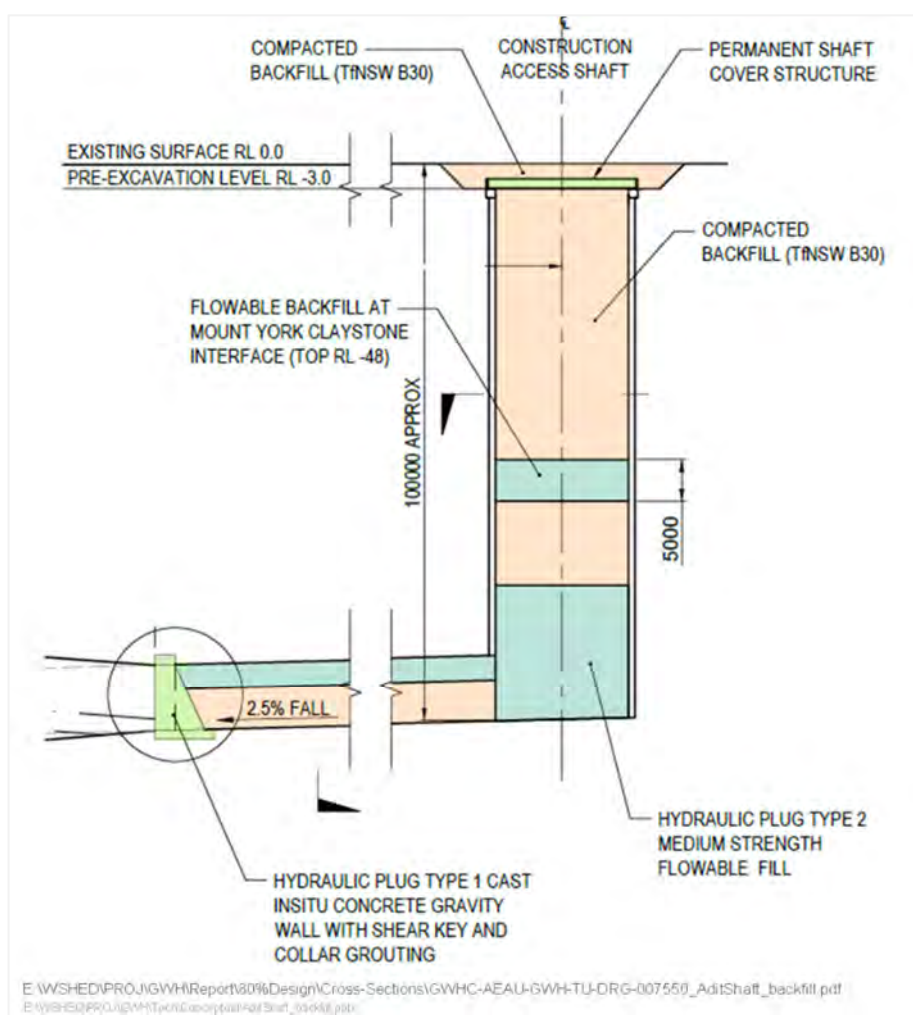 COMPACTED
BACKFILL (TfNSW B30)
℄
CONSTRUCTION
ACCESS SHAFT
PERMANENT SHAFT
COVER STRUCTURE
EXISTING SURFACE RL 0.0
PRE-EXCAVATION LEVEL RL -3.0
COMPACTED
BACKFILL (TfNSW B30)
FLOWABLE BACKFILL AT
MOUNT YORK CLAYSTONE
INTERFACE (TOP RL -48)
100000 APPROX
5000
2.5% FALL
HYDRAULIC PLUG TYPE 2
MEDIUM STRENGTH
FLOWABLE FILL
HYDRAULIC PLUG TYPE 1 CAST
INSITU CONCRETE GRAVITY
WALL WITH SHEAR KEY AND
COLLAR GROUTING
E:\WSHED\PROJ\GWH\Report\80%Design\Cross-Sections\GWHC-AEAU-GWH-TU-DRG-007550_AditShaft_backfill.pdf